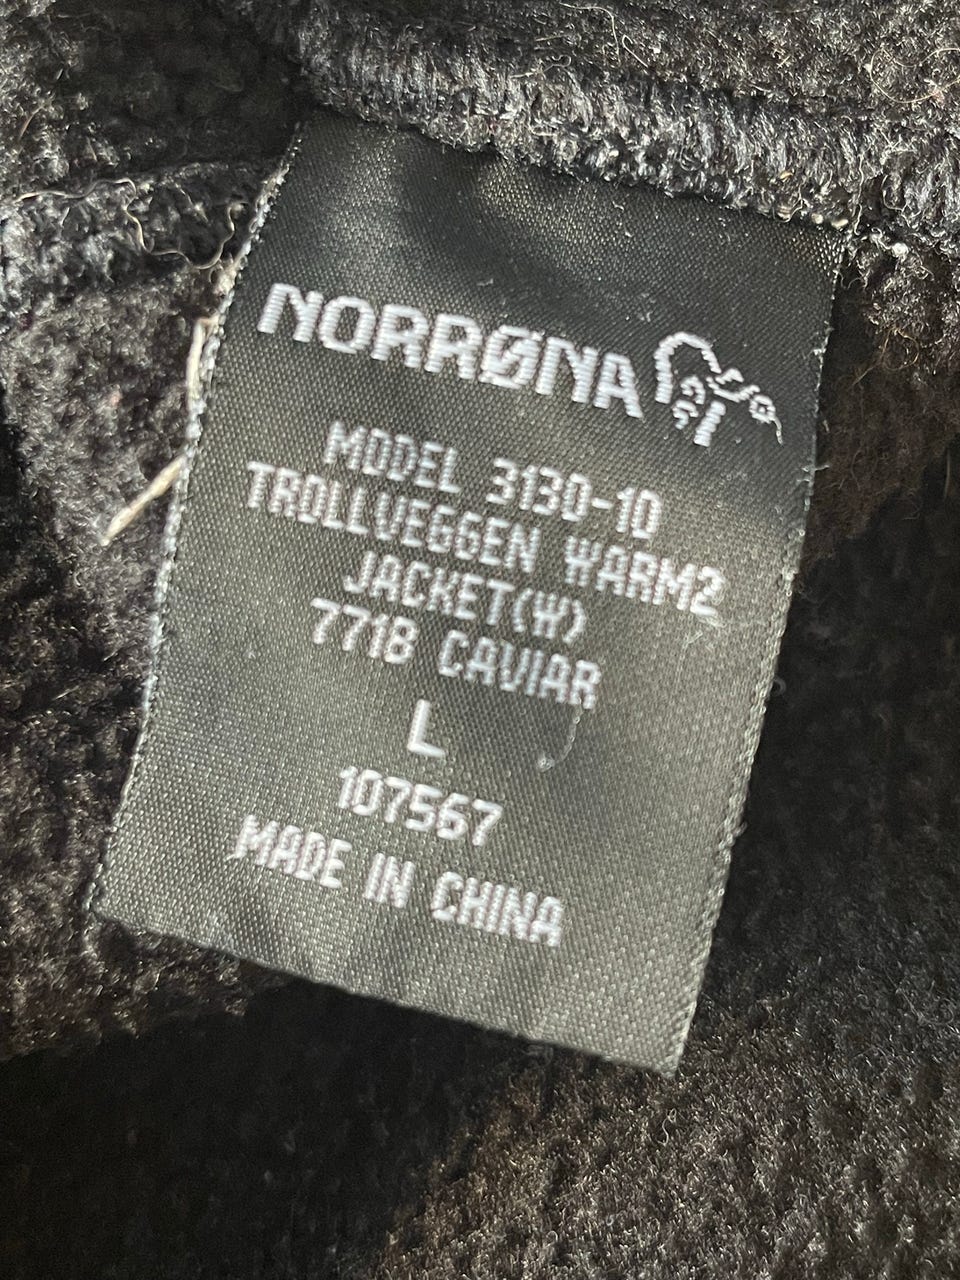 NORRØNA
MODEL 3130-10
TROLLVEGGEN WARM2
JACKET(W)
7718 CAVIAR
L
107567
MADE IN CHINA